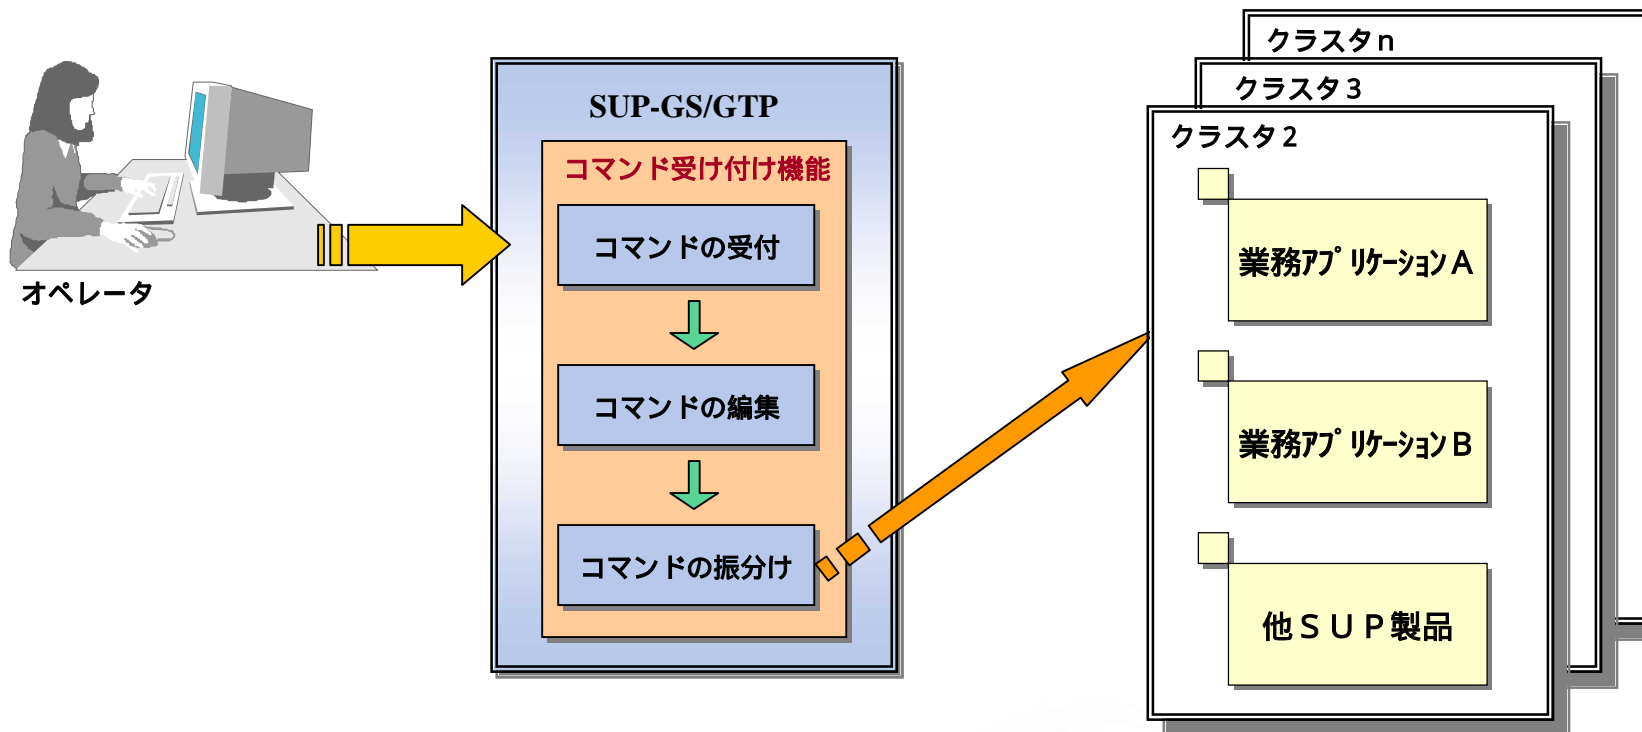 オペレータ
SUP-GS/GTP
コマンド受け付け機能
コマンドの受付
コマンドの編集
コマンドの振分け
クラスタｎ
クラスタ３
クラスタ２
業務ｱﾌﾟﾘｹｰｼｮﾝＡ
業務ｱﾌﾟﾘｹｰｼｮﾝＢ
他ＳＵＰ製品